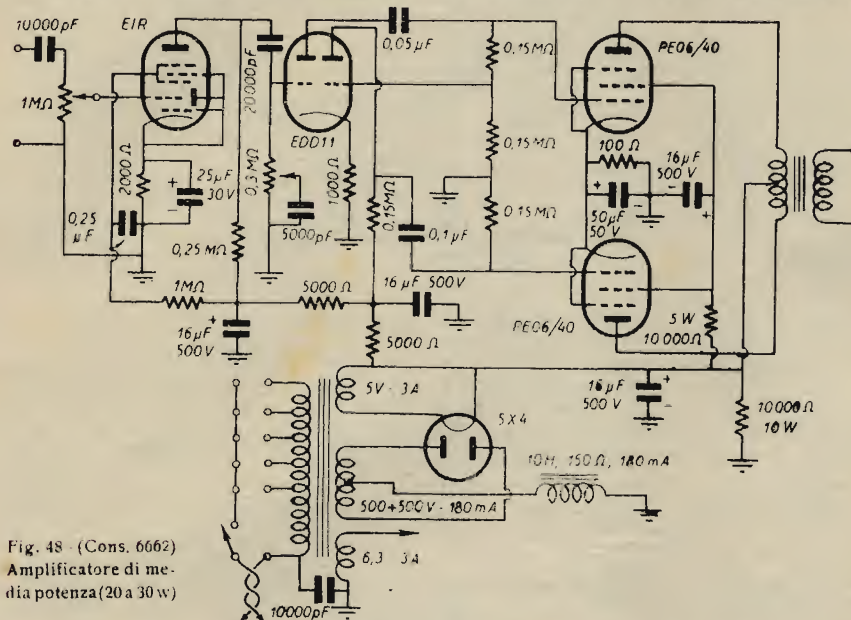 10000pF
E1R
1MΩ
2000Ω
25µF
30V
0,25
µF
0,25MΩ
1MΩ
16µF
500V
20000pF
0,3MΩ
5000pF
EDD11
1000Ω
0,05µF
0,15MΩ
0,1µF
5000Ω
16µF 500V
5000Ω
0,15MΩ
0,15MΩ
0.15MΩ
PE06/40
100Ω
50µF
50V
16µF
500V
PE06/40
5W
10000Ω
16µF
500V
10000Ω
10W
5V - 3A
5X4
500+500V - 180mA
10H, 150Ω, 180mA
6,3 3A
10000pF
Fig. 48 - (Cons. 6662)
Amplificatore di me-
dia potenza (20 a 30 w)